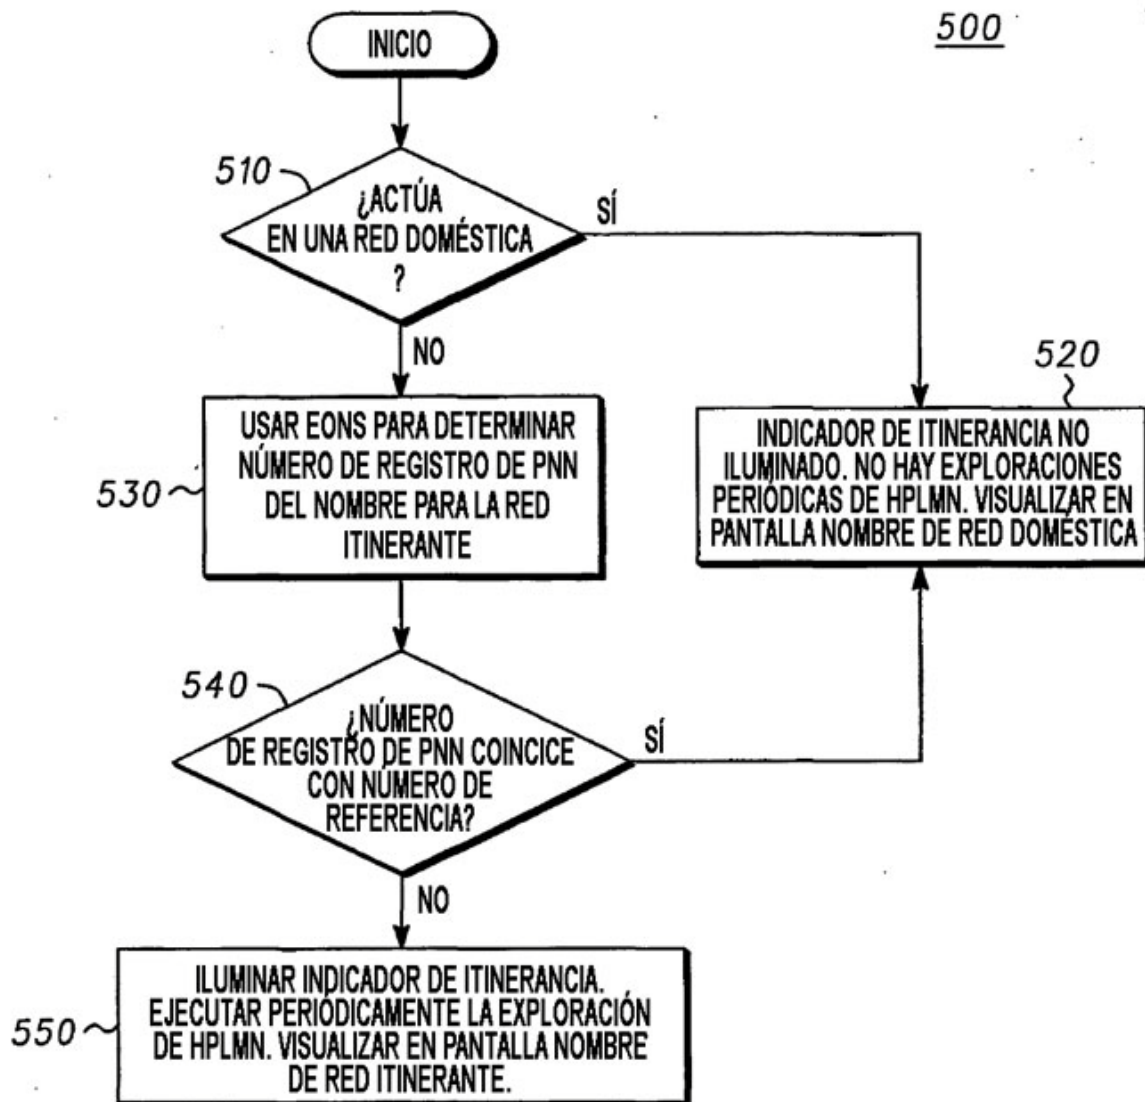 500
INICIO
510
¿ACTÚA
EN UNA RED DOMÉSTICA
?
SÍ
NO
520
INDICADOR DE ITINERANCIA NO
ILUMINADO. NO HAY EXPLORACIONES
PERIÓDICAS DE HPLMN. VISUALIZAR EN
PANTALLA NOMBRE DE RED DOMÉSTICA
530
USAR EONS PARA DETERMINAR
NÚMERO DE REGISTRO DE PNN
DEL NOMBRE PARA LA RED
ITINERANTE
540
¿NÚMERO
DE REGISTRO DE PNN COINCICE
CON NÚMERO DE
REFERENCIA?
SÍ
NO
550
ILUMINAR INDICADOR DE ITINERANCIA.
EJECUTAR PERIÓDICAMENTE LA EXPLORACIÓN
DE HPLMN. VISUALIZAR EN PANTALLA NOMBRE
DE RED ITINERANTE.